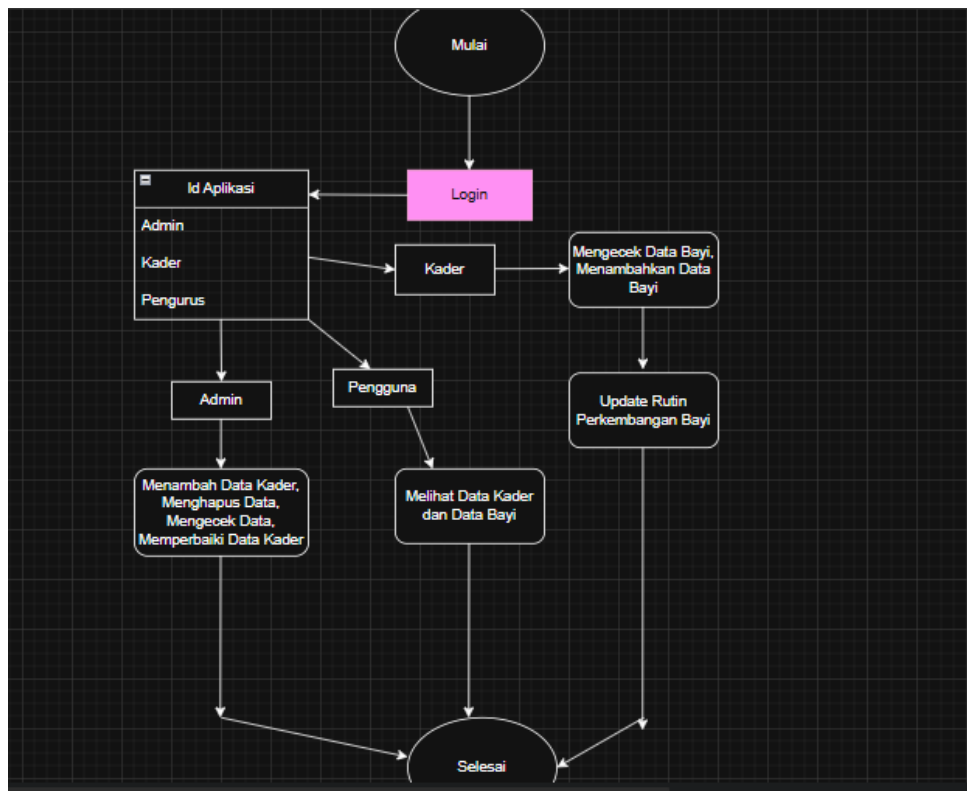 Mulai
Login
Id Aplikasi
Admin
Kader
Pengurus
Kader
Mengecek Data Bayi,
Menambahkan Data
Bayi
Update Rutin
Perkembangan Bayi
Admin
Pengguna
Menambah Data Kader,
Menghapus Data,
Mengecek Data,
Memperbaiki Data Kader
Melihat Data Kader
dan Data Bayi
Selesai